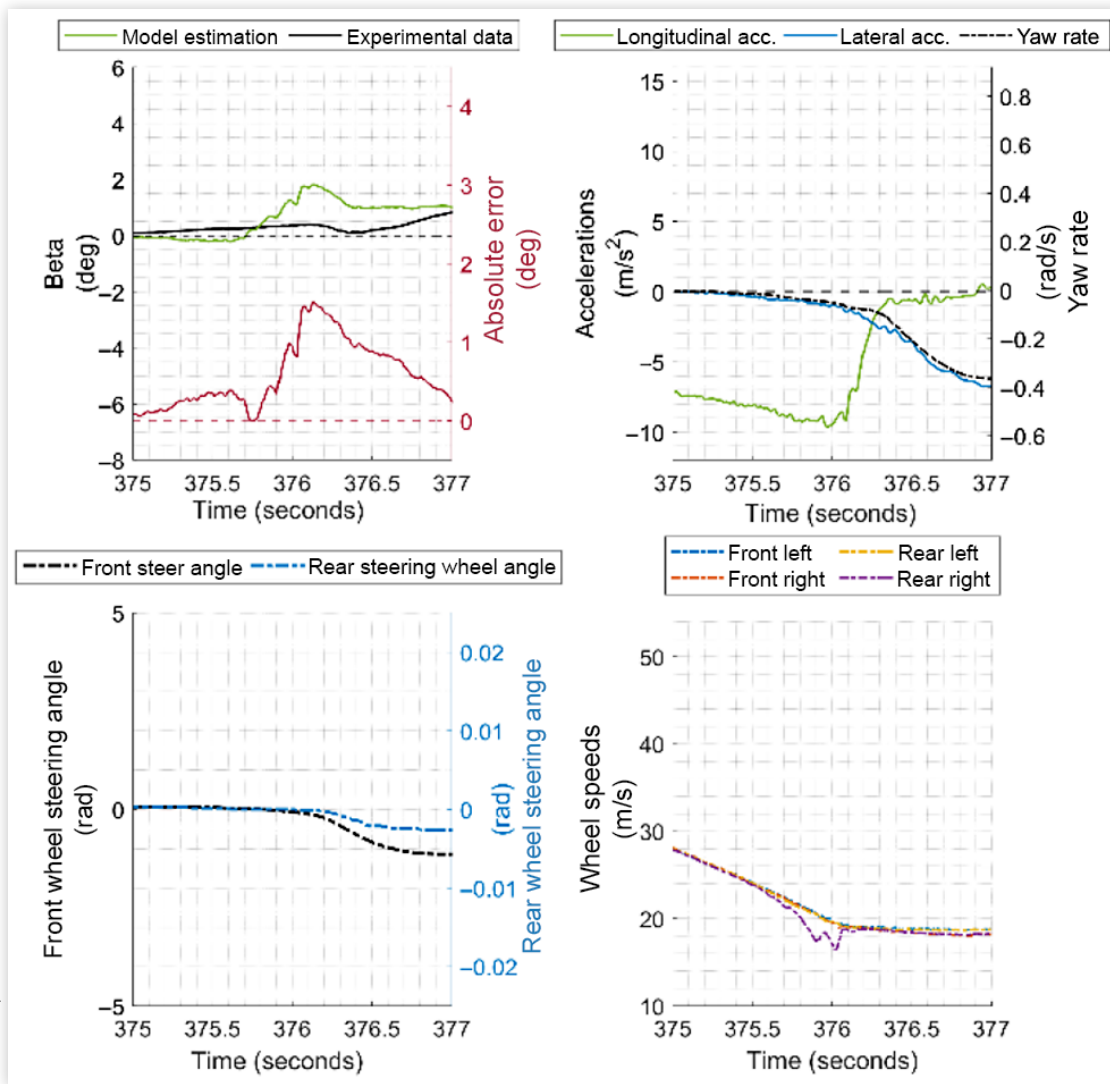 Model estimation Experimental data
6
4
2
0
−2
−4
−6
−8
Beta
(deg)
4
3
2
1
0
Absolute error
(deg)
375 375.5 376 376.5 377
Time (seconds)
Longitudinal acc. Lateral acc. Yaw rate
15
10
5
0
−5
−10
Accelerations
(m/s²)
0.8
0.6
0.4
0.2
0
−0.2
−0.4
−0.6
(rad/s)
Yaw rate
375 375.5 376 376.5 377
Time (seconds)
Front steer angle Rear steering wheel angle
5
0
−5
Front wheel steering angle
(rad)
0.02
0.01
0
−0.01
−0.02
(rad)
Rear wheel steering angle
375 375.5 376 376.5 377
Time (seconds)
Front left Rear left
Front right Rear right
50
40
30
20
10
Wheel speeds
(m/s)
375 375.5 376 376.5 377
Time (seconds)